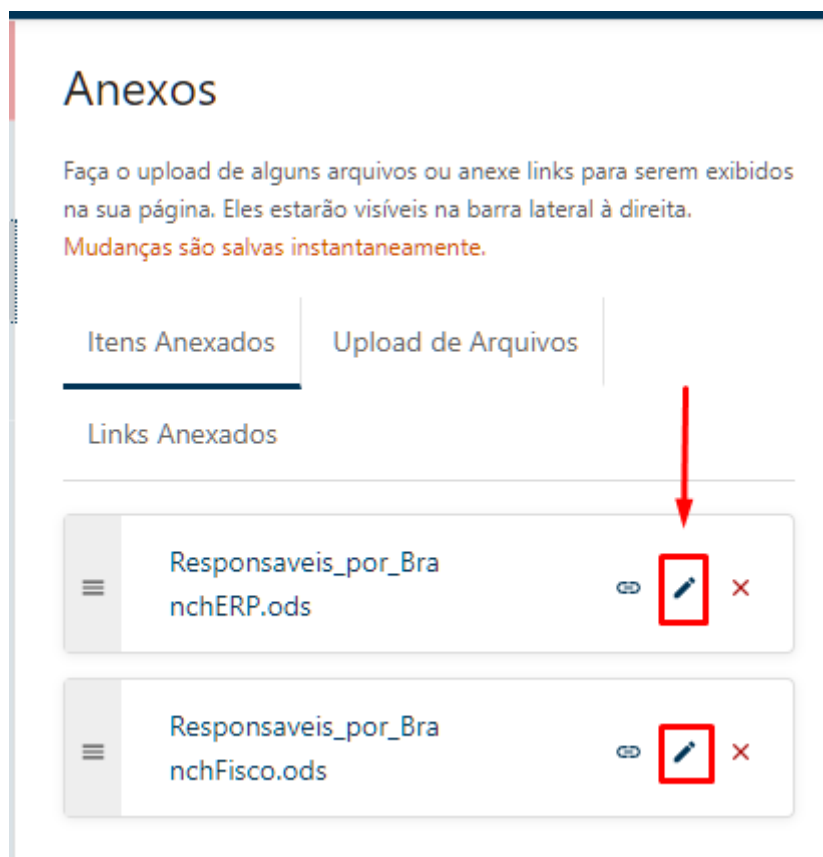 Anexos
Faça o upload de alguns arquivos ou anexe links para serem exibidos
na sua página. Eles estarão visíveis na barra lateral à direita.
Mudanças são salvas instantaneamente.
Itens Anexados
Upload de Arquivos
Links Anexados
Responsaveis_por_Bra
nchERP.ods
Responsaveis_por_Bra
nchFisco.ods